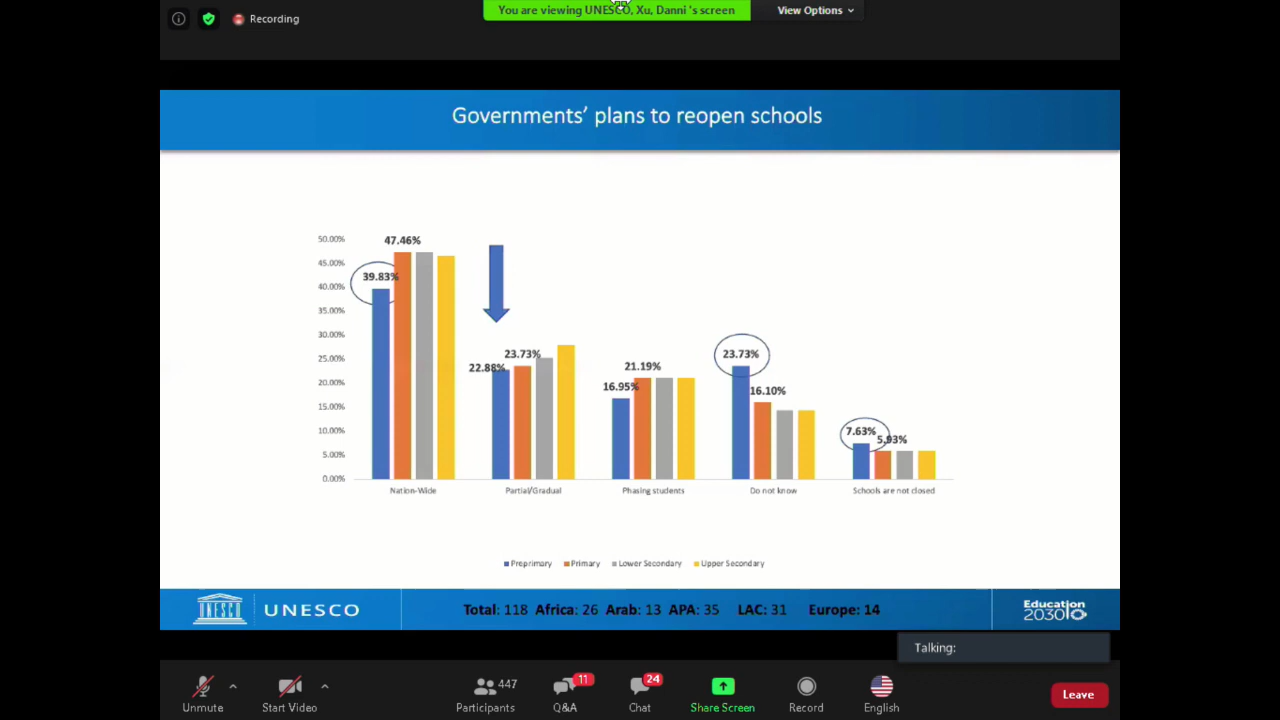 Recording
You are viewing UNESCO, Xu, Danni 's screen
View Options
Governments' plans to reopen schools
50.00%
45.00%
40.00%
35.00%
30.00%
25.00%
20.00%
15.00%
10.00%
5.00%
0.00%
39.83%
47.46%
22.88%
23.73%
16.95%
21.19%
23.73%
16.10%
7.63%
5.93%
Nation-Wide
Partial/Gradual
Phasing students
Do not know
Schools are not closed
Preprimary Primary Lower Secondary Upper Secondary
UNESCO
UNESCO
Total: 118 Africa: 26 Arab: 13 APA: 35 LAC: 31 Europe: 14
Education
2030
Talking:
447
11
24
Unmute
Start Video
Participants
Q&A
Chat
Share Screen
Record
English
Leave